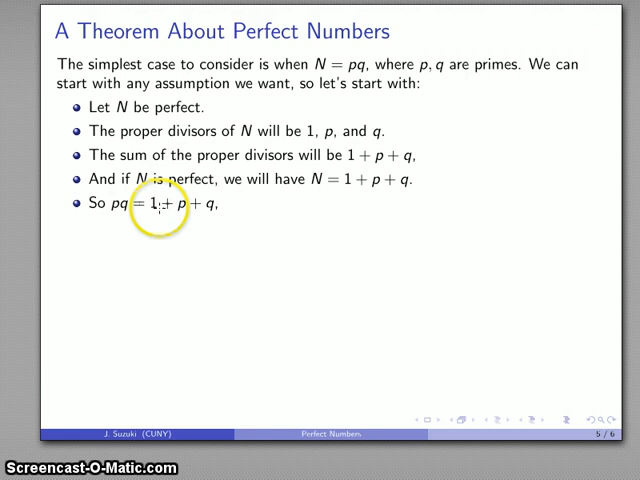 A Theorem About Perfect Numbers
The simplest case to consider is when N = pq, where p, q are primes. We can
start with any assumption we want, so let's start with:
Let N be perfect.
The proper divisors of N will be 1, p, and q.
The sum of the proper divisors will be 1 + p + q,
And if N is perfect, we will have N = 1 + p + q.
So pq = 1 + p + q,
J. Suzuki (CUNY) Perfect Numbers 5 / 6
Screencast-O-Matic.com